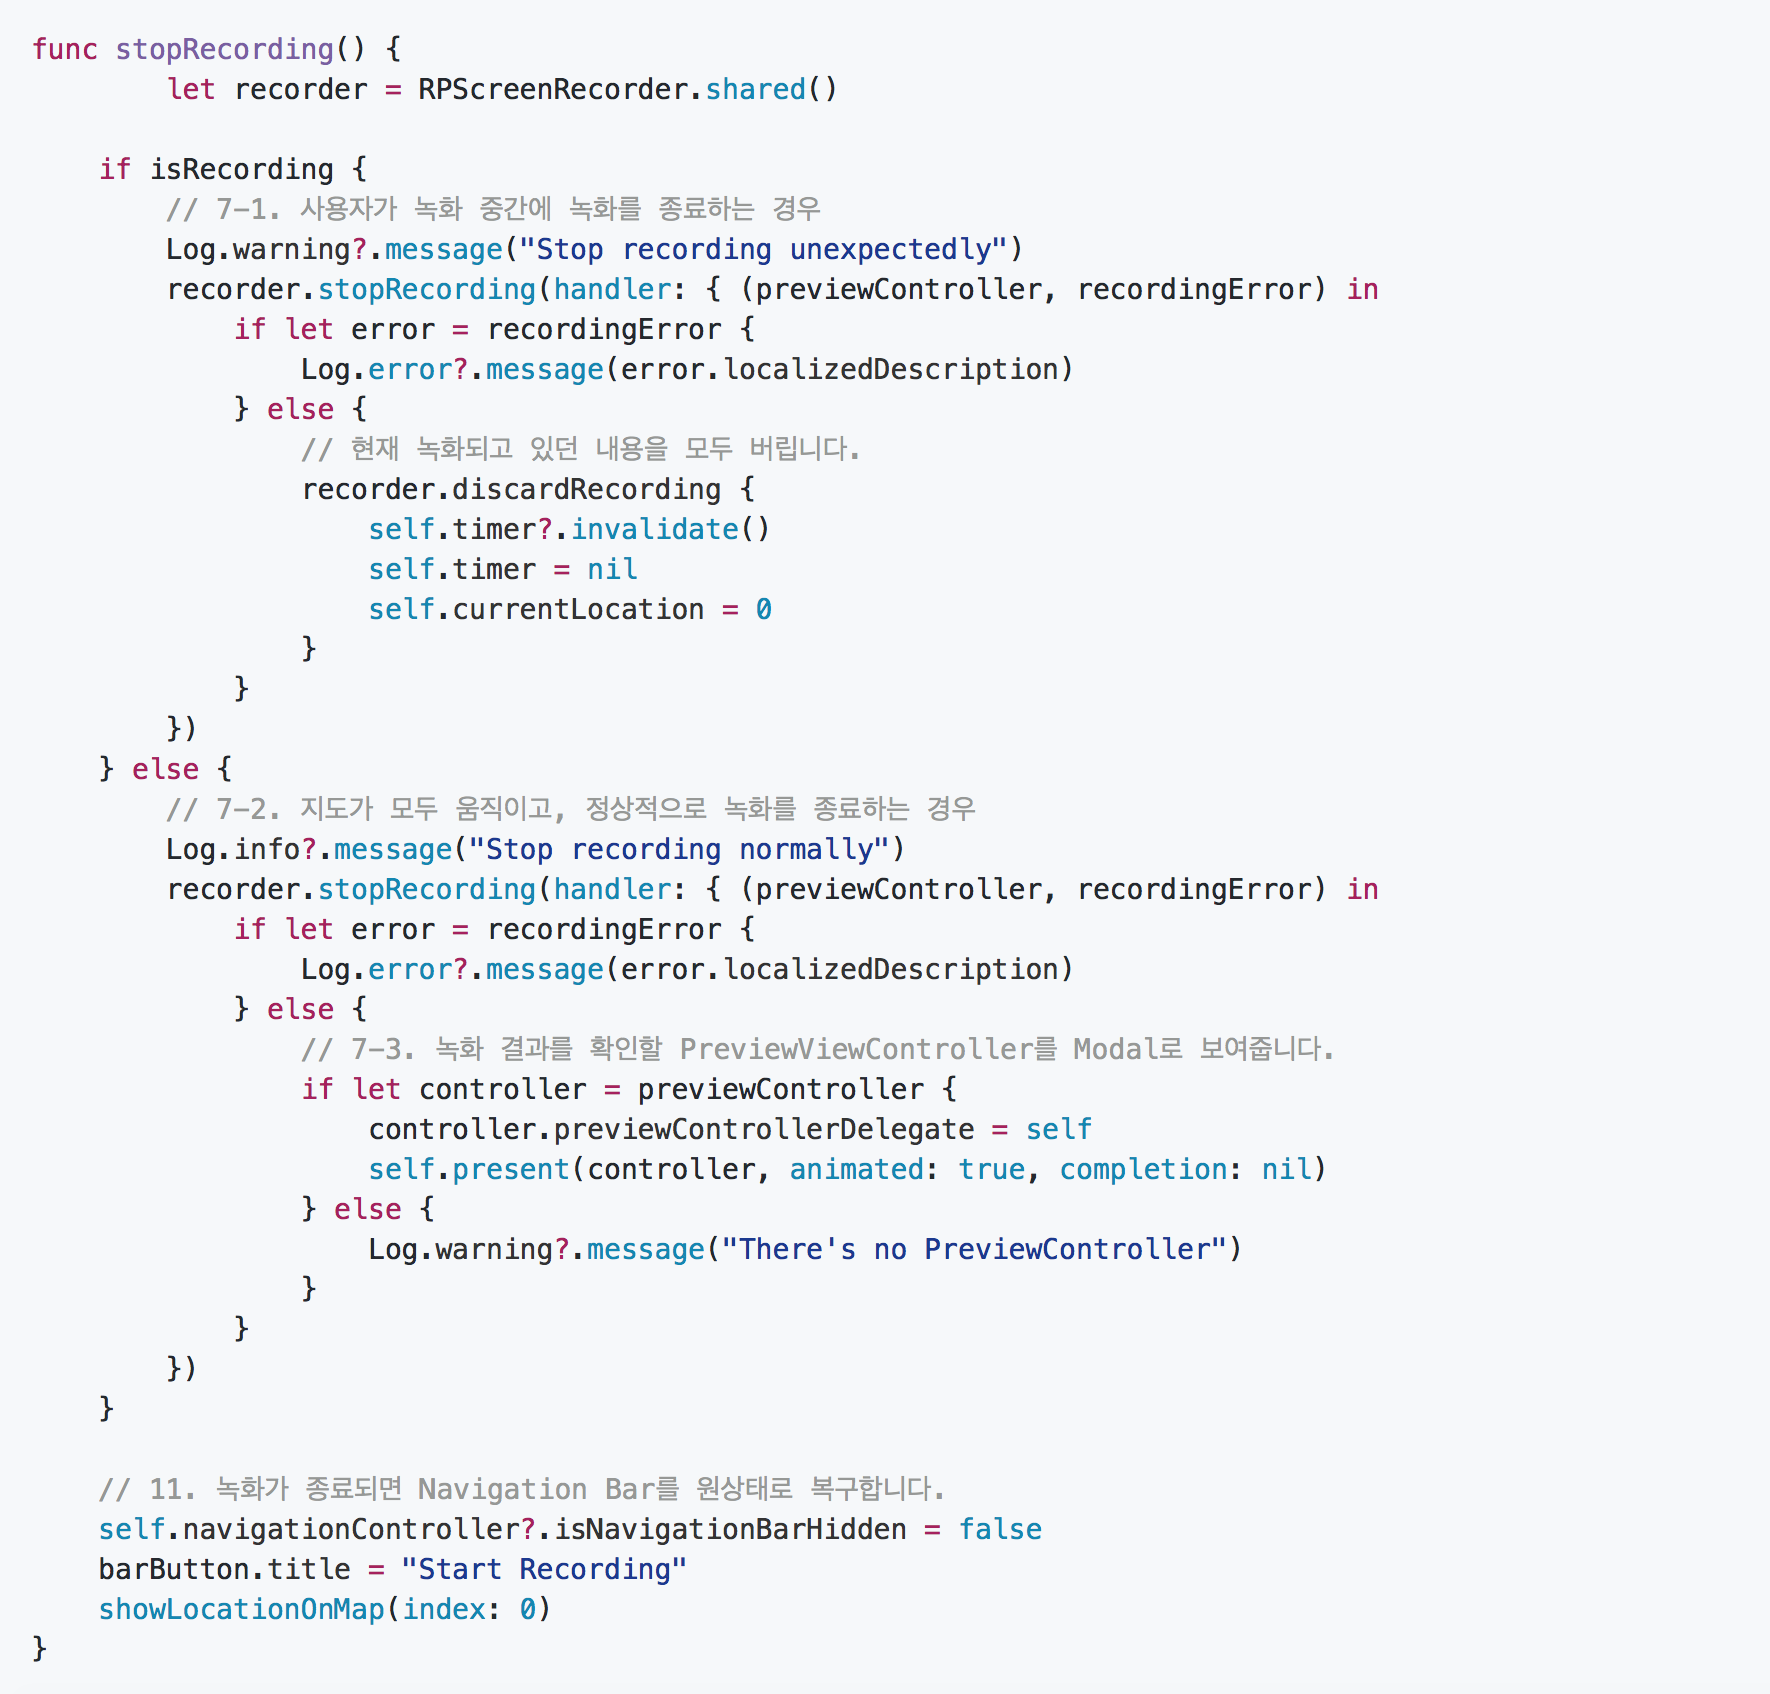 func stopRecording() {
        let recorder = RPScreenRecorder.shared()

    if isRecording {
        // 7-1. 사용자가 녹화 중간에 녹화를 종료하는 경우
        Log.warning?.message("Stop recording unexpectedly")
        recorder.stopRecording(handler: { (previewController, recordingError) in
            if let error = recordingError {
                Log.error?.message(error.localizedDescription)
            } else {
                // 현재 녹화되고 있던 내용을 모두 버립니다.
                recorder.discardRecording {
                    self.timer?.invalidate()
                    self.timer = nil
                    self.currentLocation = 0
                }
            }
        })
    } else {
        // 7-2. 지도가 모두 움직이고, 정상적으로 녹화를 종료하는 경우
        Log.info?.message("Stop recording normally")
        recorder.stopRecording(handler: { (previewController, recordingError) in
            if let error = recordingError {
                Log.error?.message(error.localizedDescription)
            } else {
                // 7-3. 녹화 결과를 확인할 PreviewViewController를 Modal로 보여줍니다.
                if let controller = previewController {
                    controller.previewControllerDelegate = self
                    self.present(controller, animated: true, completion: nil)
                } else {
                    Log.warning?.message("There's no PreviewController")
                }
            }
        })
    }

    // 11. 녹화가 종료되면 Navigation Bar를 원상태로 복구합니다.
    self.navigationController?.isNavigationBarHidden = false
    barButton.title = "Start Recording"
    showLocationOnMap(index: 0)
}